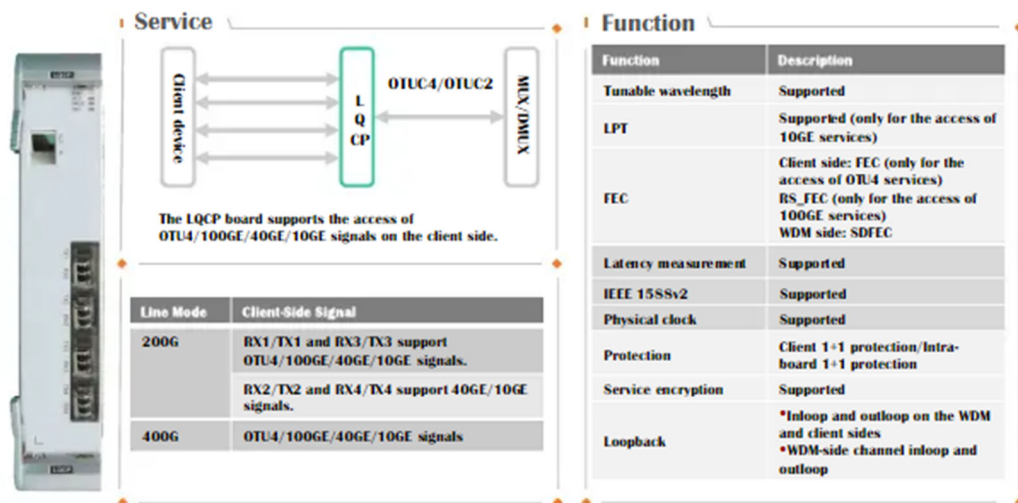 Service
Client device
L
Q
CP
OTUC4/OTUC2
MUX/DMUX
The LQCP board supports the access of
OTU4/100GE/40GE/10GE signals on the client side.
Line Mode
Client-Side Signal
200G
RX1/TX1 and RX3/TX3 support
OTU4/100GE/40GE/10GE signals.
RX2/TX2 and RX4/TX4 support 40GE/10GE
signals.
400G
OTU4/100GE/40GE/10GE signals
Function
Function
Description
Tunable wavelength
Supported
LPT
Supported (only for the access of
10GE services)
FEC
Client side: FEC (only for the
access of OTU4 services)
RS_FEC (only for the access of
100GE services)
WDM side: SDFEC
Latency measurement
Supported
IEEE 1588v2
Supported
Physical clock
Supported
Protection
Client 1+1 protection/Intra-
board 1+1 protection
Service encryption
Supported
Loopback
•Inloop and outloop on the WDM
and client sides
•WDM-side channel inloop and
outloop
LQCP
LQCP